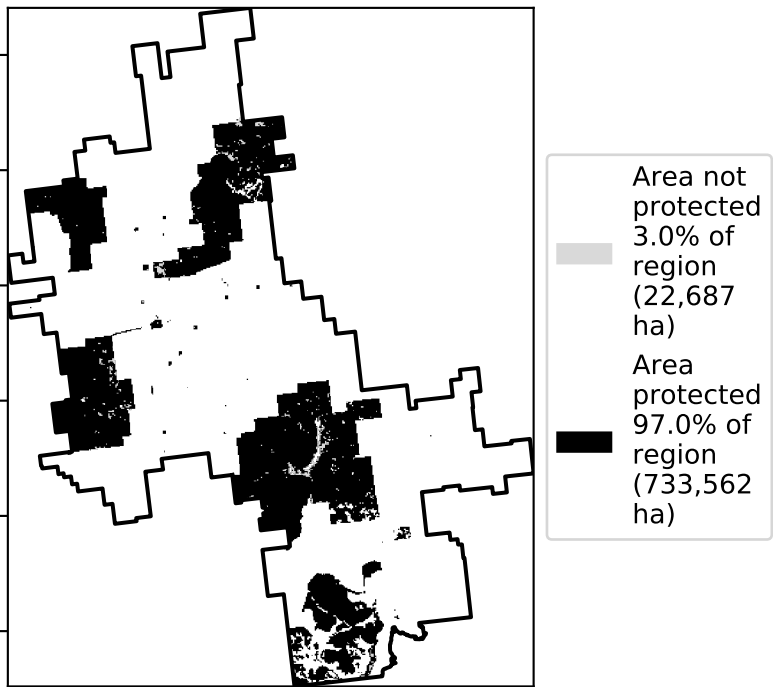 Area not
protected
3.0% of
region
(22,687
ha)
Area
protected
97.0% of
region
(733,562
ha)